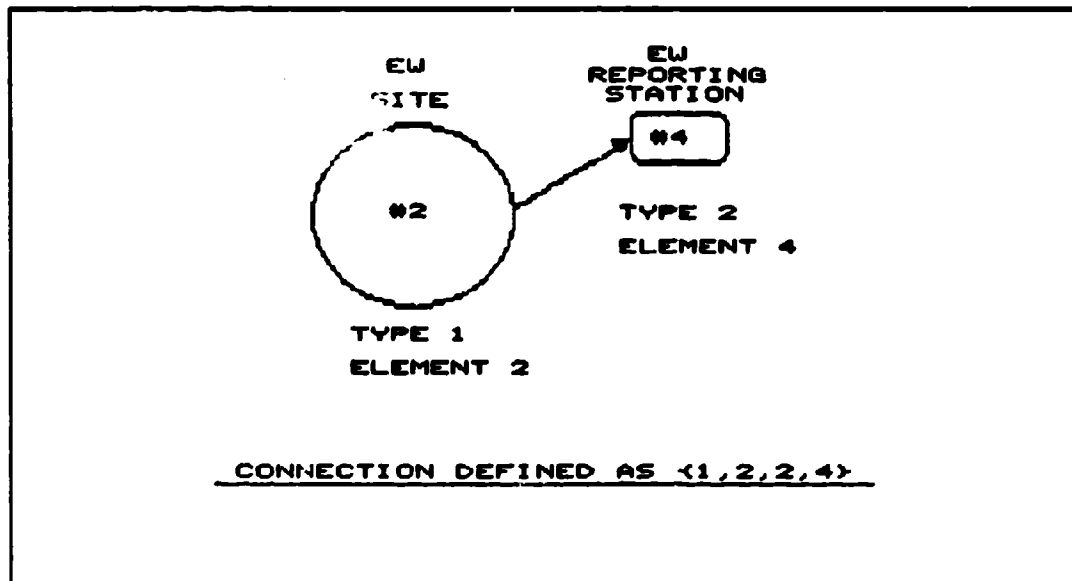 EW
SITE
EW
REPORTING
STATION
#2
#4
TYPE 2
ELEMENT 4
TYPE 1
ELEMENT 2
CONNECTION DEFINED AS {1,2,2,4}